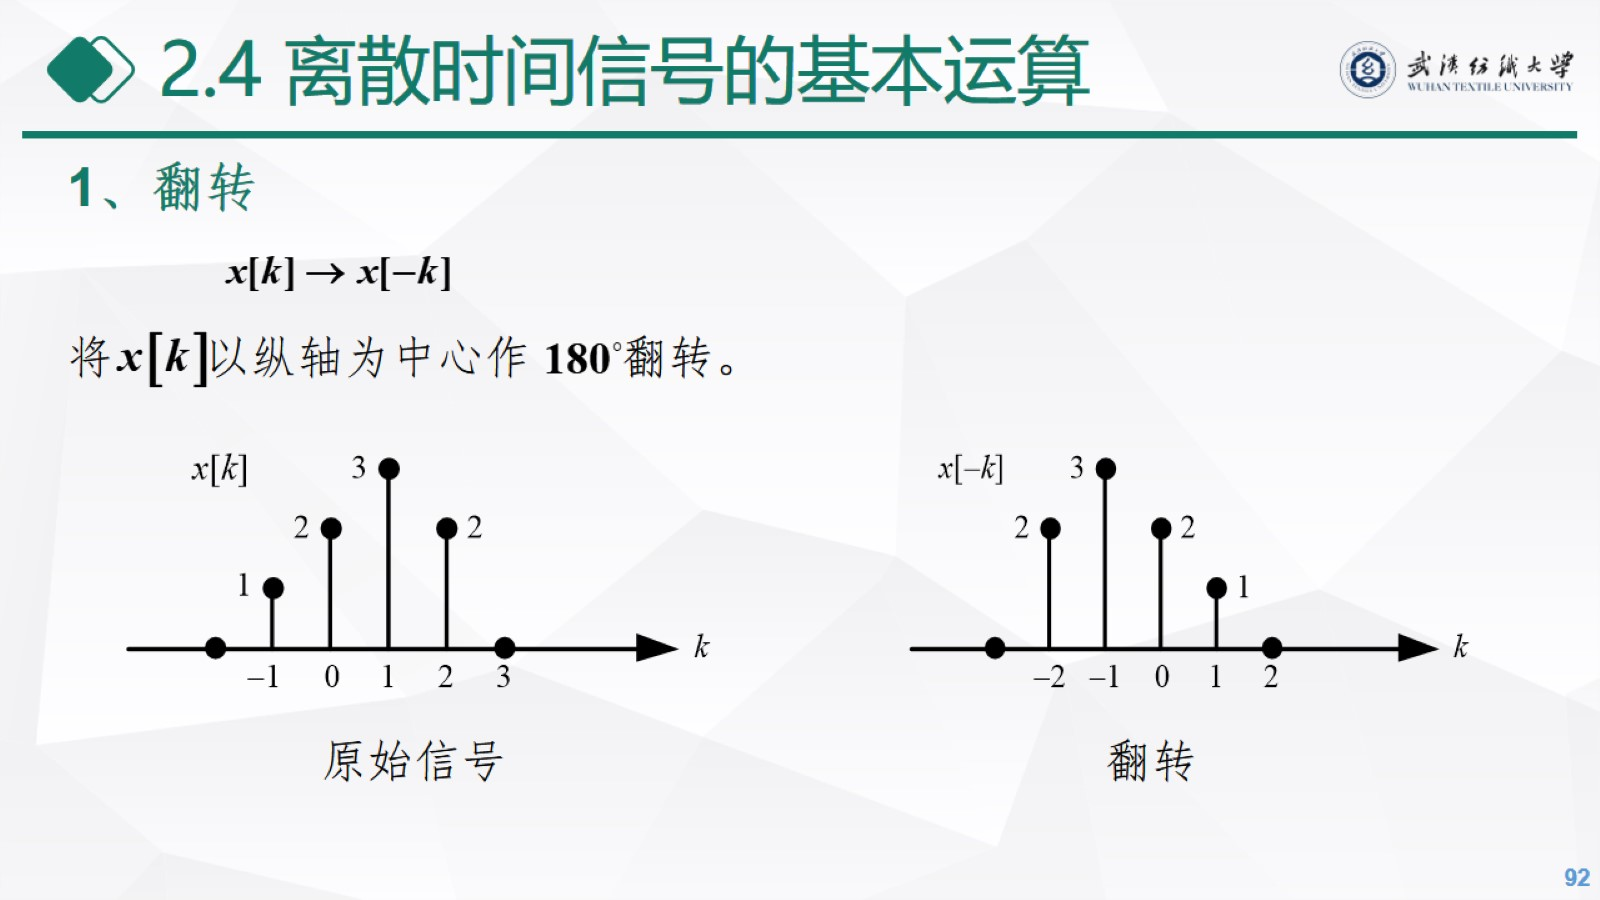 2.4 离散时间信号的基本运算
武汉纺织大学
WUHAN TEXTILE UNIVERSITY
1、翻转
x[k] → x[−k]
将 x[k] 以纵轴为中心作 180°翻转。
x[k]
3
2
2
1
k
−1 0 1 2 3
原始信号
x[−k]
3
2
2
1
k
−2 −1 0 1 2
翻转
92